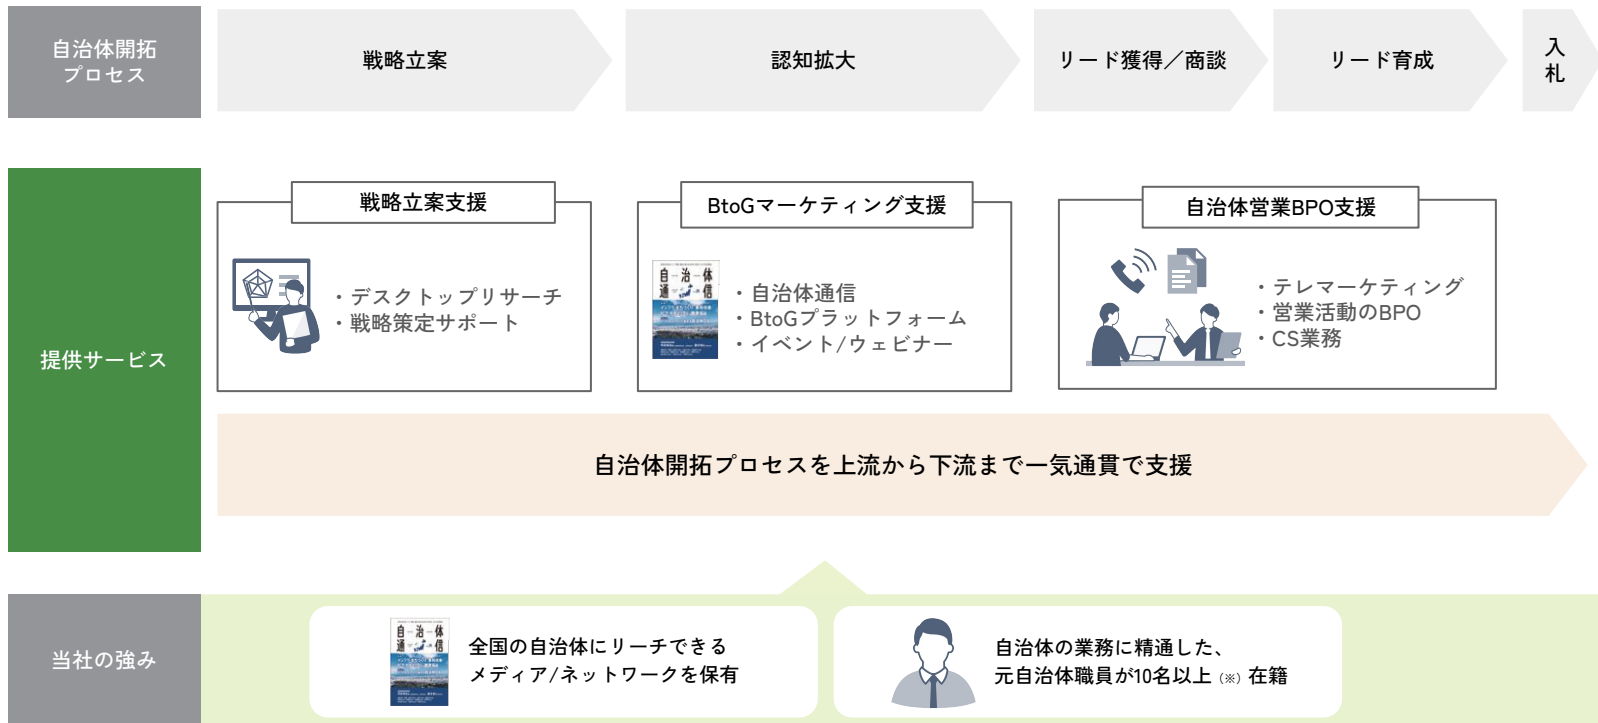 自治体開拓
プロセス
戦略立案
認知拡大
リード獲得／商談
リード育成
入
札
提供サービス
戦略立案支援
・デスクトップリサーチ
・戦略策定サポート
BtoGマーケティング支援
自治体
通信
・自治体通信
・BtoGプラットフォーム
・イベント/ウェビナー
自治体営業BPO支援
・テレマーケティング
・営業活動のBPO
・CS業務
自治体開拓プロセスを上流から下流まで一気通貫で支援
当社の強み
自治体
通信
全国の自治体にリーチできる
メディア/ネットワークを保有
自治体の業務に精通した、
元自治体職員が10名以上（※）在籍